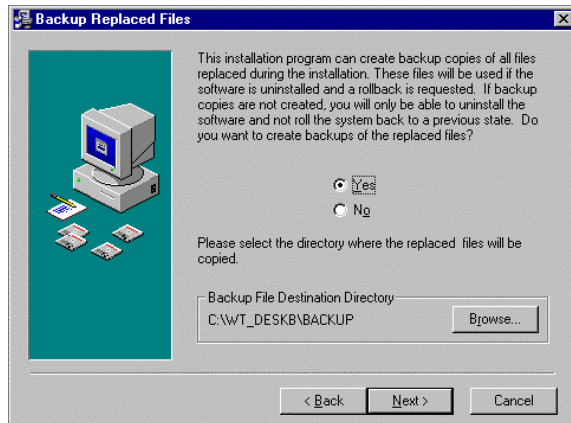 Backup Replaced Files
This installation program can create backup copies of all files
replaced during the installation. These files will be used if the
software is uninstalled and a rollback is requested. If backup
copies are not created, you will only be able to uninstall the
software and not roll the system back to a previous state. Do
you want to create backups of the replaced files?
Yes
No
Please select the directory where the replaced files will be
copied.
Backup File Destination Directory
C:\WT_DESKB\BACKUP
Browse...
< Back
Next >
Cancel